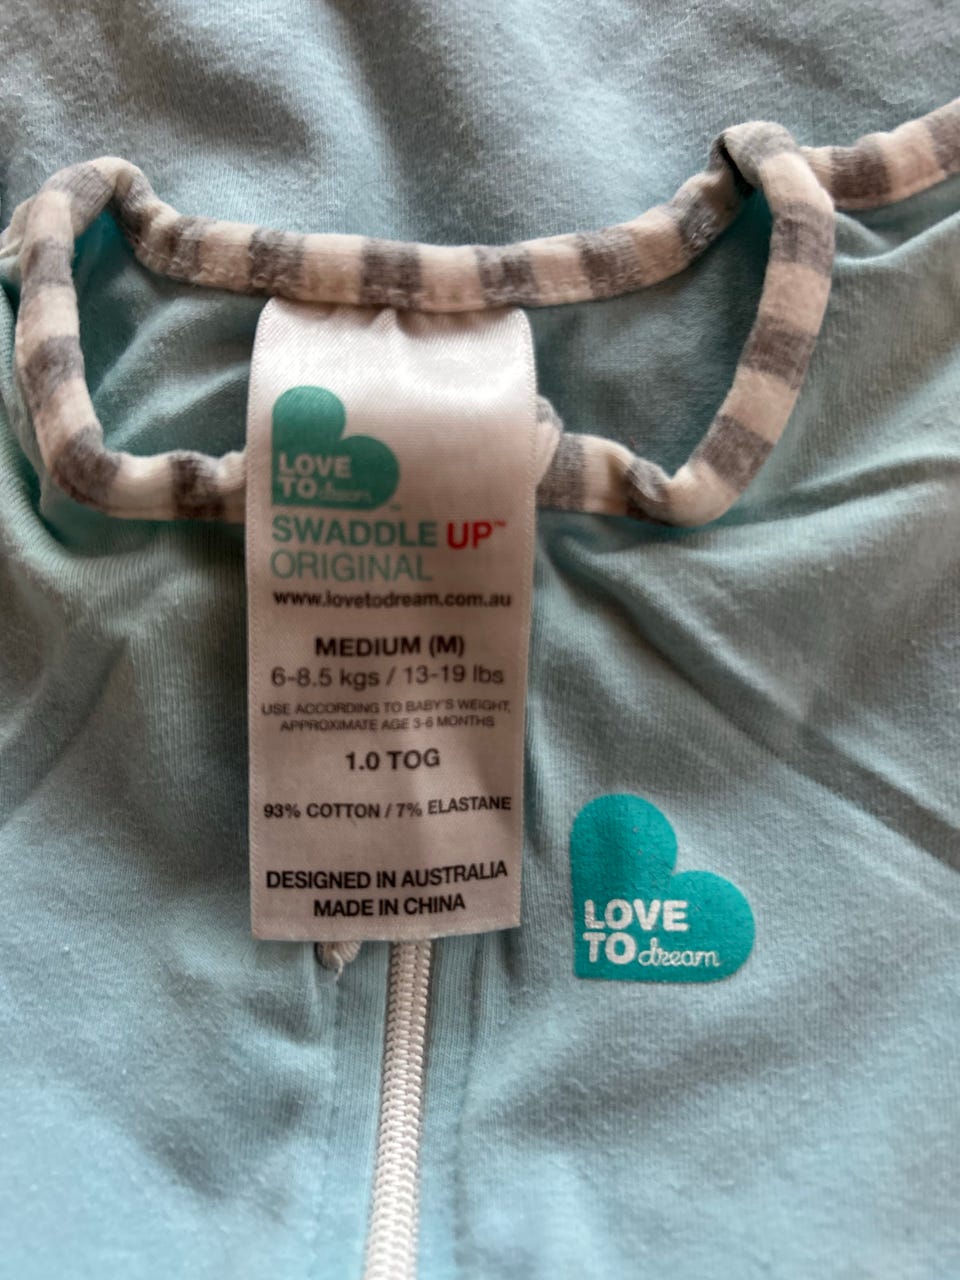 LOVE
TO dream
SWADDLE UP™
ORIGINAL
www.lovetodream.com.au
MEDIUM (M)
6-8.5 kgs / 13-19 lbs
USE ACCORDING TO BABY'S WEIGHT,
APPROXIMATE AGE 3-6 MONTHS
1.0 TOG
93% COTTON / 7% ELASTANE
DESIGNED IN AUSTRALIA
MADE IN CHINA
LOVE
TO dream